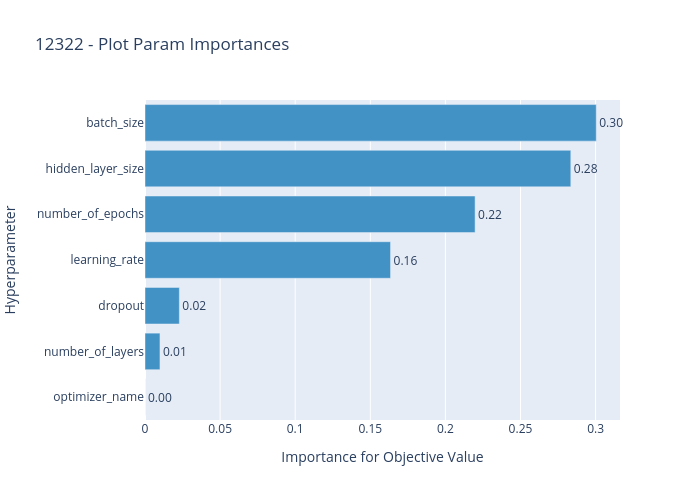 12322 - Plot Param Importances
batch_size 0.30
hidden_layer_size 0.28
number_of_epochs 0.22
learning_rate 0.16
dropout 0.02
number_of_layers 0.01
optimizer_name 0.00
0 0.05 0.1 0.15 0.2 0.25 0.3
Importance for Objective Value
Hyperparameter